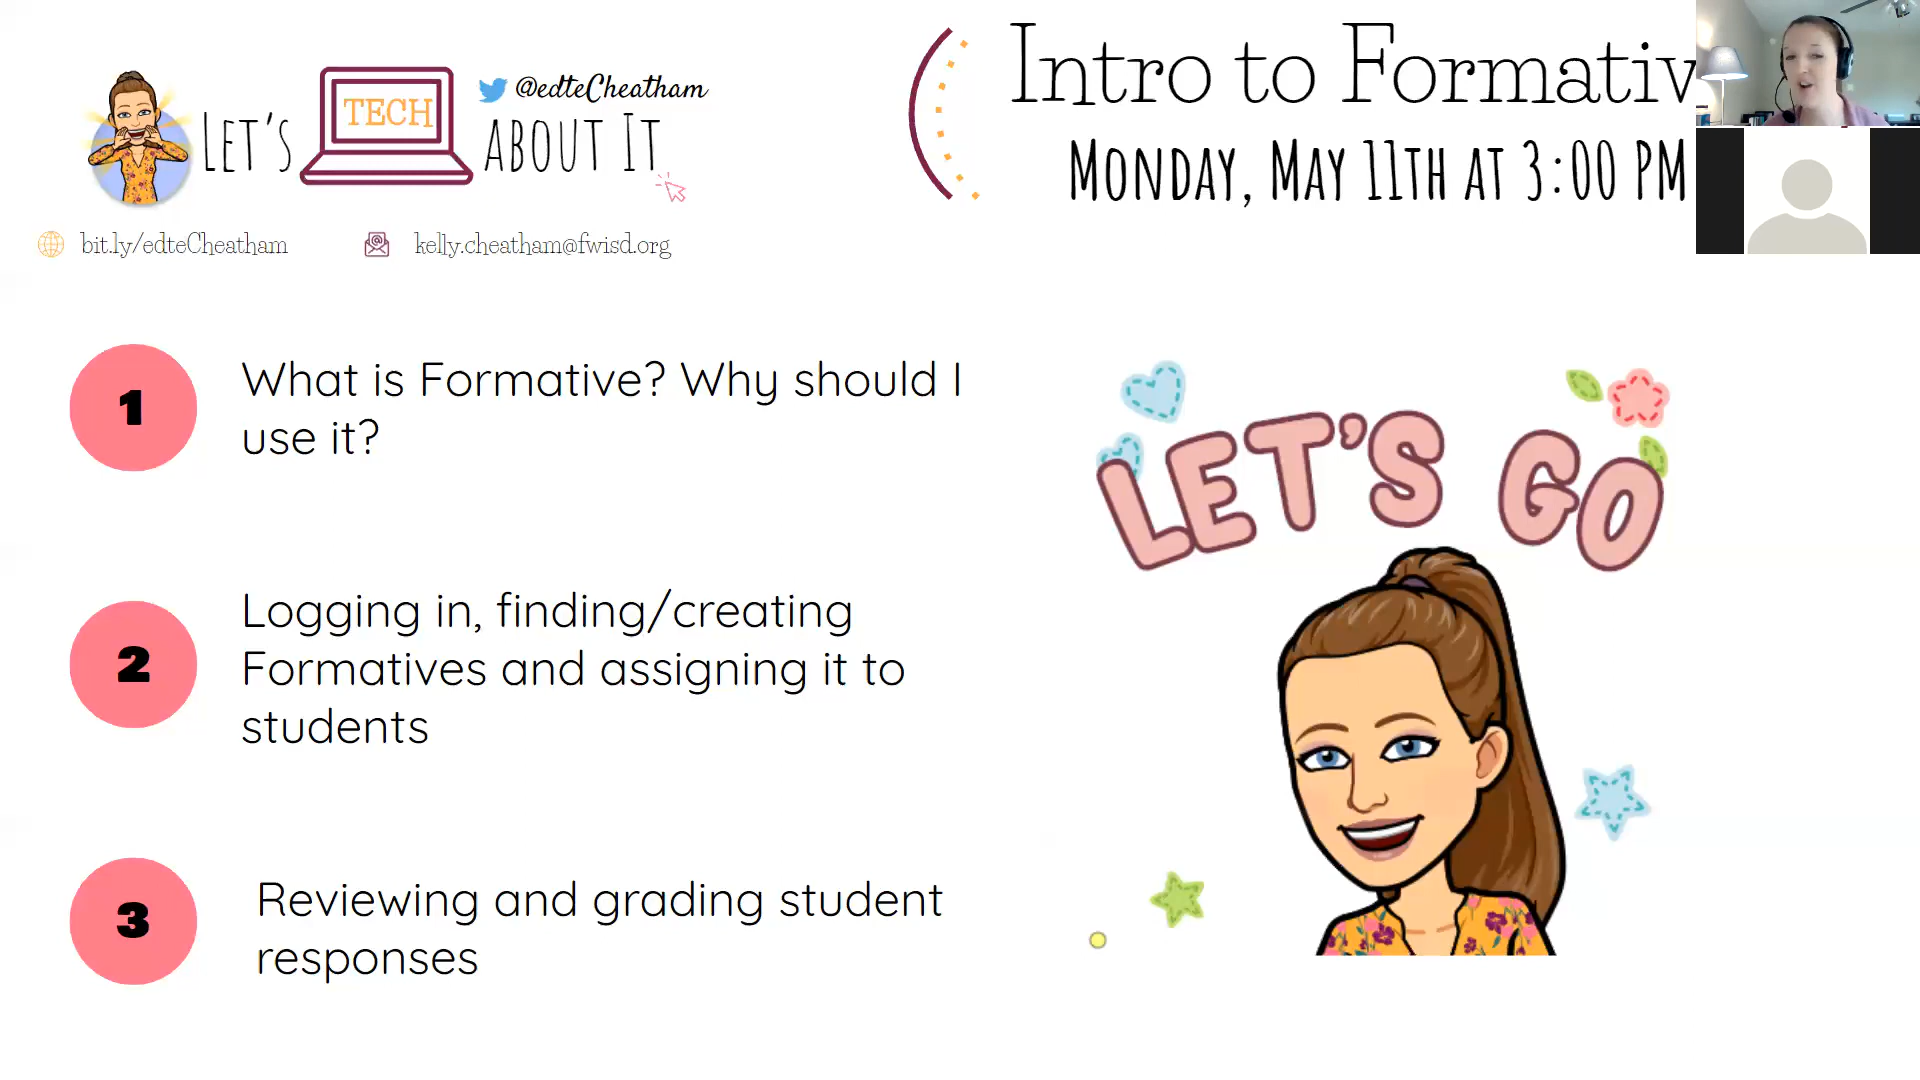 LET'S TECH ABOUT IT
@edteCheatham
bit.ly/edteCheatham
kelly.cheatham@fwisd.org
Intro to Formativ
MONDAY, MAY 11TH AT 3:00 PM
1
What is Formative? Why should I
use it?
2
Logging in, finding/creating
Formatives and assigning it to
students
3
Reviewing and grading student
responses
LET'S GO